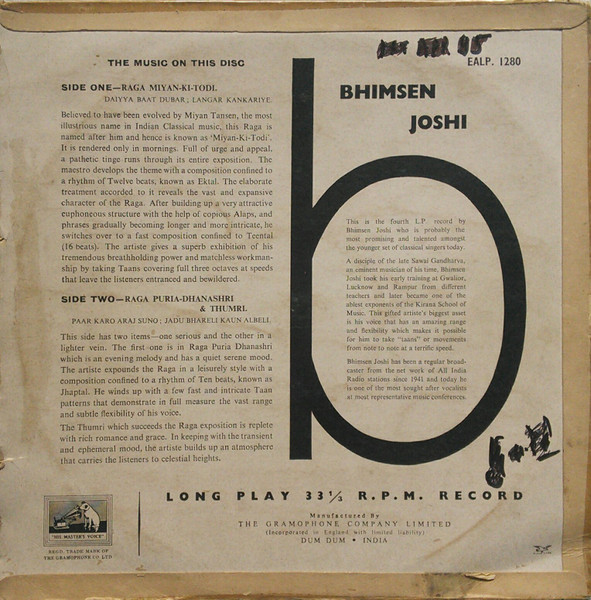 THE MUSIC ON THIS DISC
EALP. 1280
SIDE ONE—RAGA MIYAN-KI-TODI.
DAIYYA BAAT DUBAR; LANGAR KANKARIYE.
Believed to have been evolved by Miyan Tansen, the most
illustrious name in Indian Classical music, this Raga is
named after him and hence is known as 'Miyan-Ki-Todi'.
It is rendered only in mornings. Full of urge and appeal,
a pathetic tinge runs through its entire exposition. The
maestro develops the theme with a composition confined to
a rhythm of Twelve beats, known as Ektal. The elaborate
treatment accorded to it reveals the vast and expansive
character of the Raga. After building up a very attractive
euphoneous structure with the help of copious Alaps, and
phrases gradually becoming longer and more intricate, he
switches over to a fast composition confined to Teental
(16 beats). The artiste gives a superb exhibition of his
tremendous breathholding power and matchless workman-
ship by taking Taans covering full three octaves at speeds
that leave the listeners entranced and bewildered.
SIDE TWO—RAGA PURIA-DHANASHRI
& THUMRI.
PAAR KARO ARAJ SUNO; JADU BHARELI KAUN ALBELI.
This side has two items—one serious and the other in a
lighter vein. The first one is in Raga Puria Dhanashri
which is an evening melody and has a quiet serene mood.
The artiste expounds the Raga in a leisurely style with a
composition confined to a rhythm of Ten beats, known as
Jhaptal. He winds up with a few fast and intricate Taan
patterns that demonstrate in full measure the vast range
and subtle flexibility of his voice.
The Thumri which succeeds the Raga exposition is replete
with rich romance and grace. In keeping with the transient
and ephemeral mood, the artiste builds up an atmosphere
that carries the listeners to celestial heights.
b
BHIMSEN
JOSHI
This is the fourth L.P. record by
Bhimsen Joshi who is probably the
most promising and talented amongst
the younger set of classical singers today.
A disciple of the late Sawai Gandharva,
an eminent musician of his time, Bhimsen
Joshi took his early training at Gwalior,
Lucknow and Rampur from different
teachers and later became one of the
ablest exponents of the Kirana School of
Music. This gifted artiste's biggest asset
is his voice that has an amazing range
and flexibility which makes it possible
for him to take "taans" or movements
from note to note at a terrific speed.
Bhimsen Joshi has been a regular broad-
caster from the net work of All India
Radio stations since 1941 and today he
is one of the most sought after vocalists
at most representative music conferences.
LONG PLAY 33⅓ R.P.M. RECORD
Manufactured By
THE GRAMOPHONE COMPANY LIMITED
(Incorporated in England with limited liability)
DUM DUM • INDIA
"HIS MASTER'S VOICE"
REGD. TRADE MARK OF
THE GRAMOPHONE CO LTD